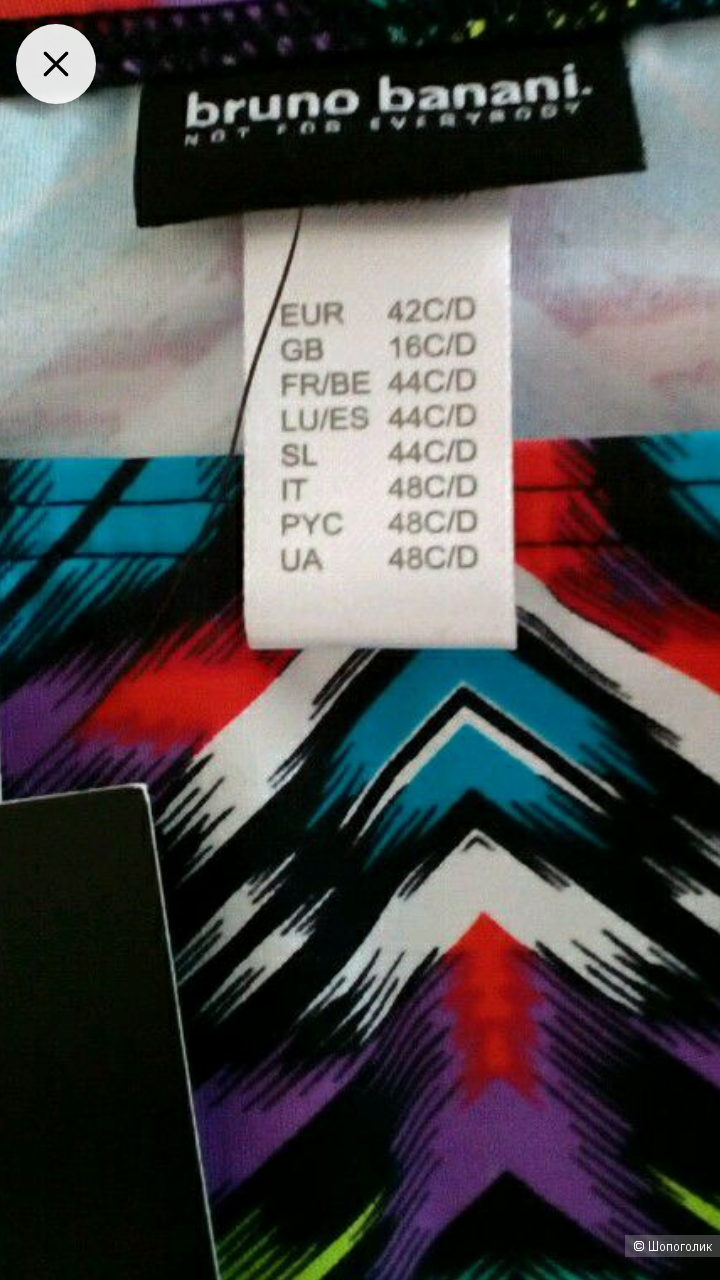 bruno banani.
NOT FOR EVERYBODY
EUR 42C/D
GB 16C/D
FR/BE 44C/D
LU/ES 44C/D
SL 44C/D
IT 48C/D
РУС 48C/D
UA 48C/D
© Шопоголик